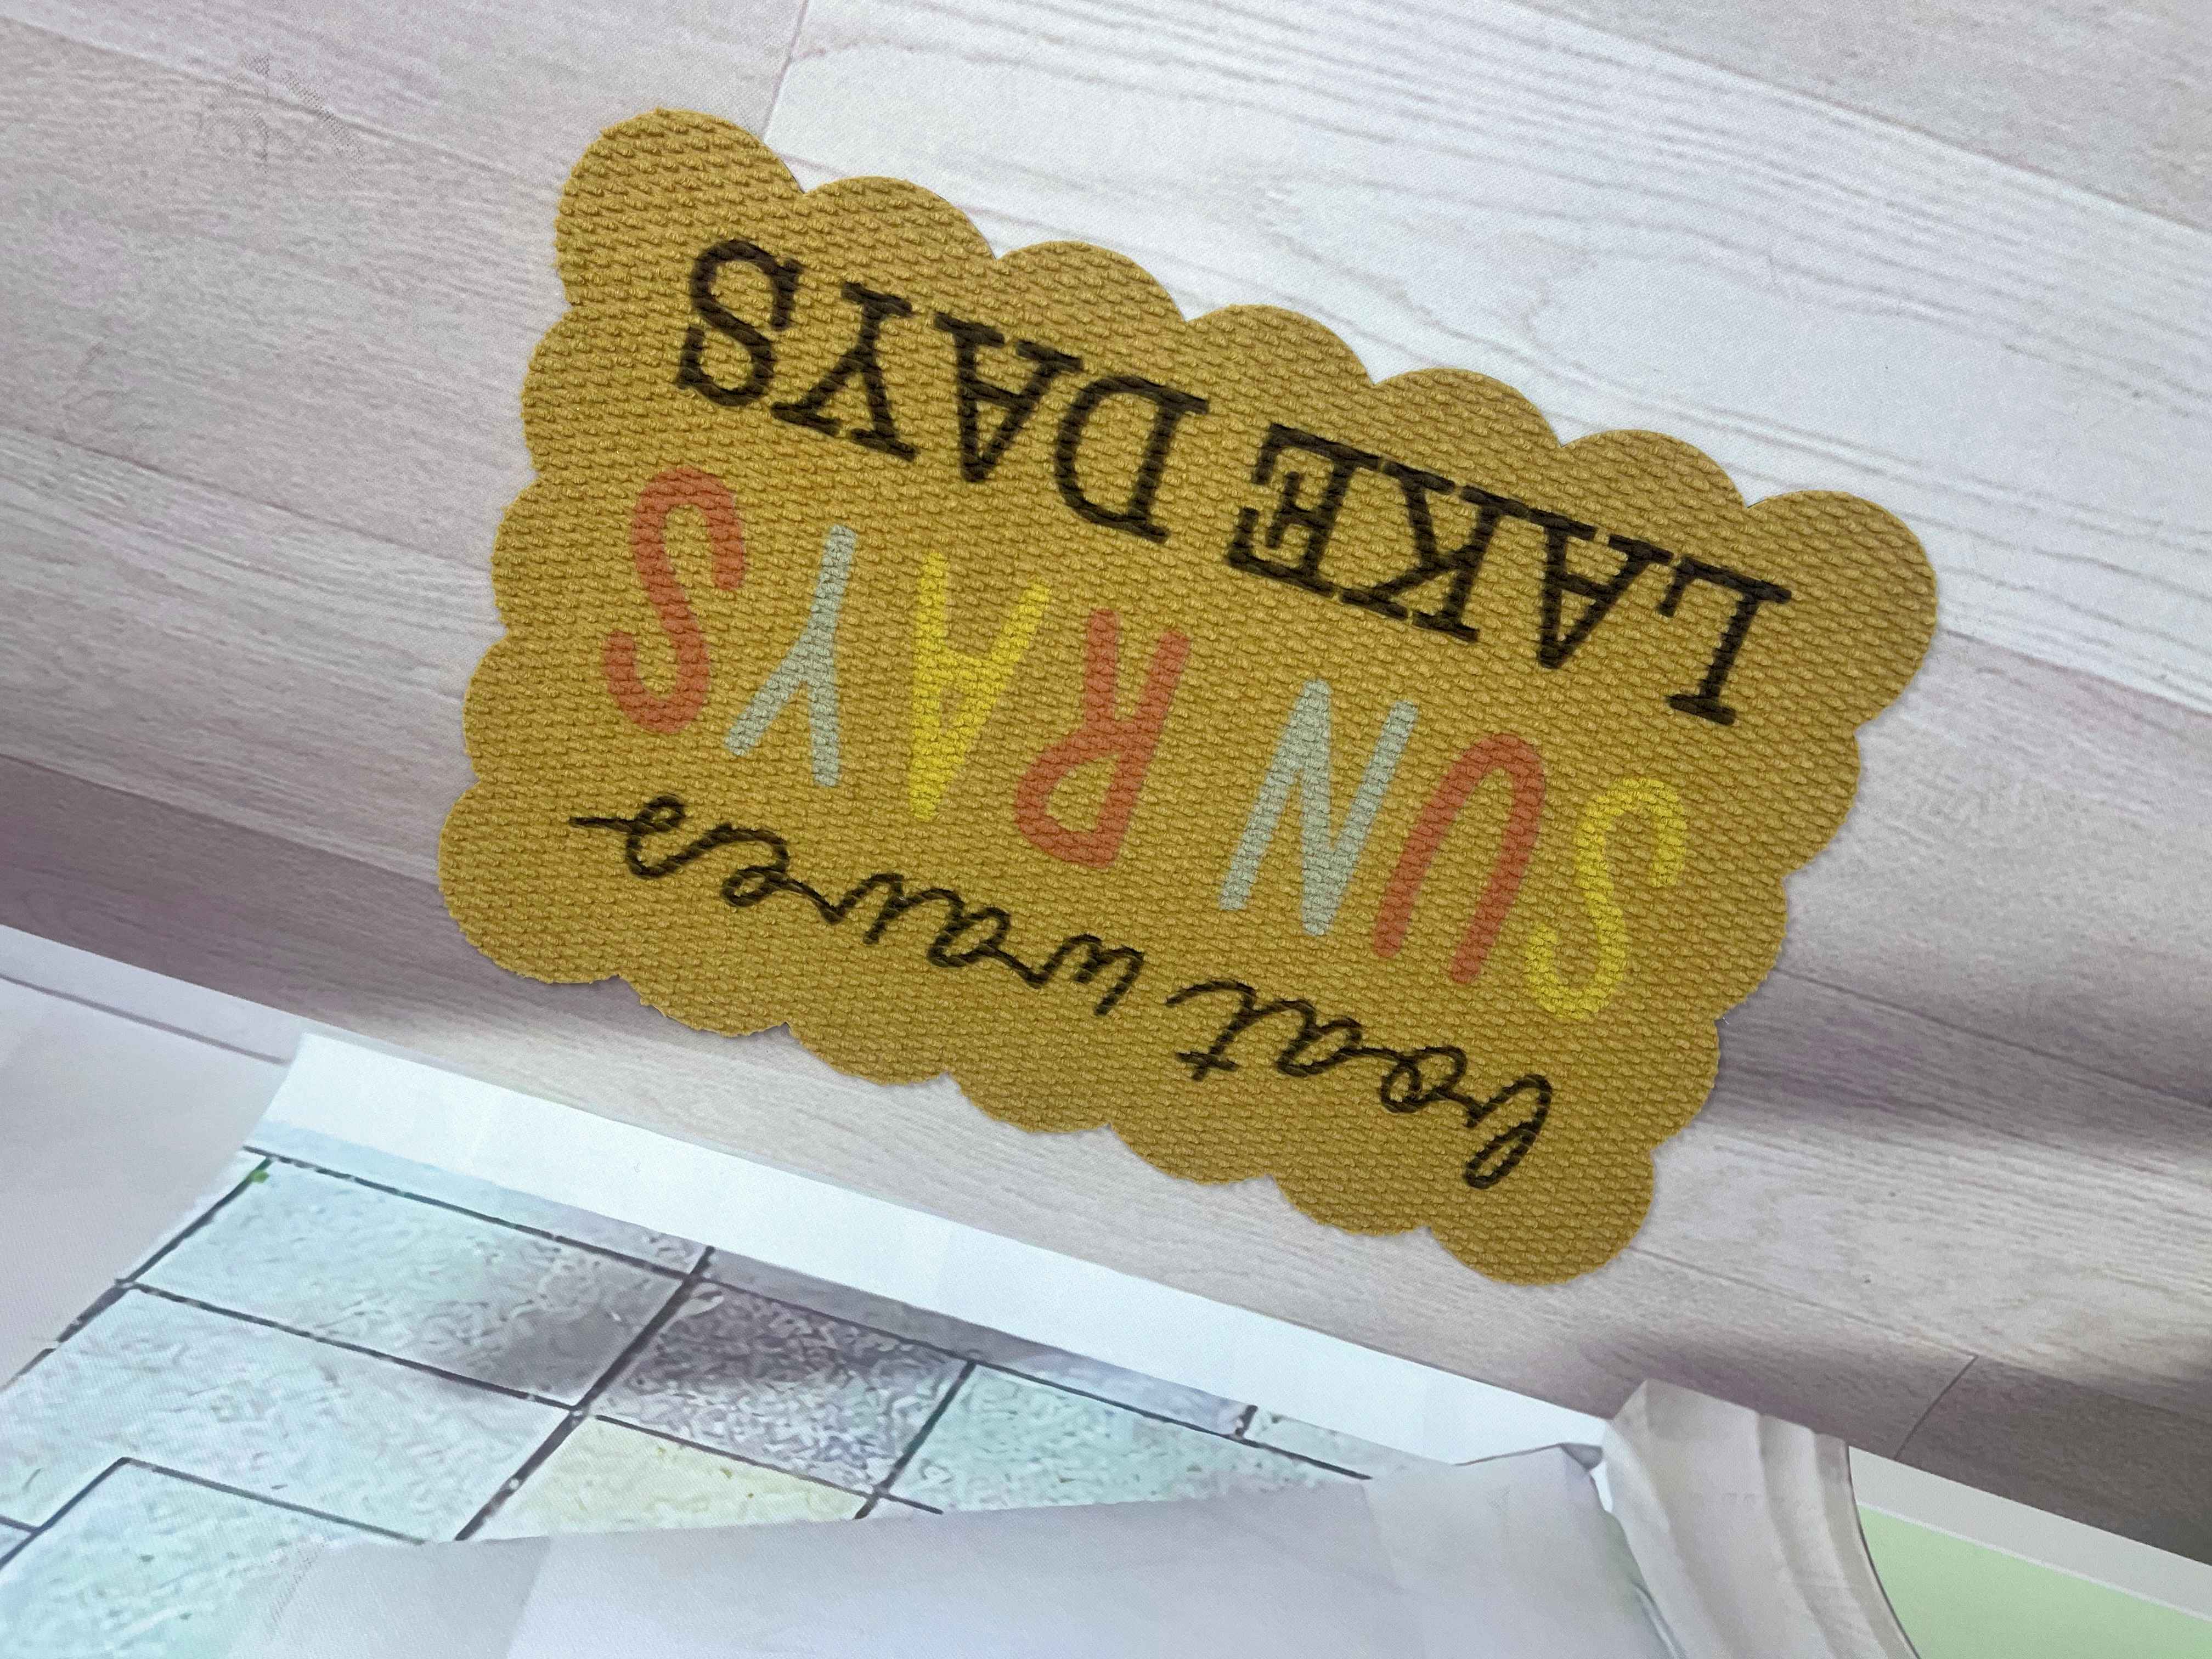 boat waves
SUN RAYS
LAKE DAYS